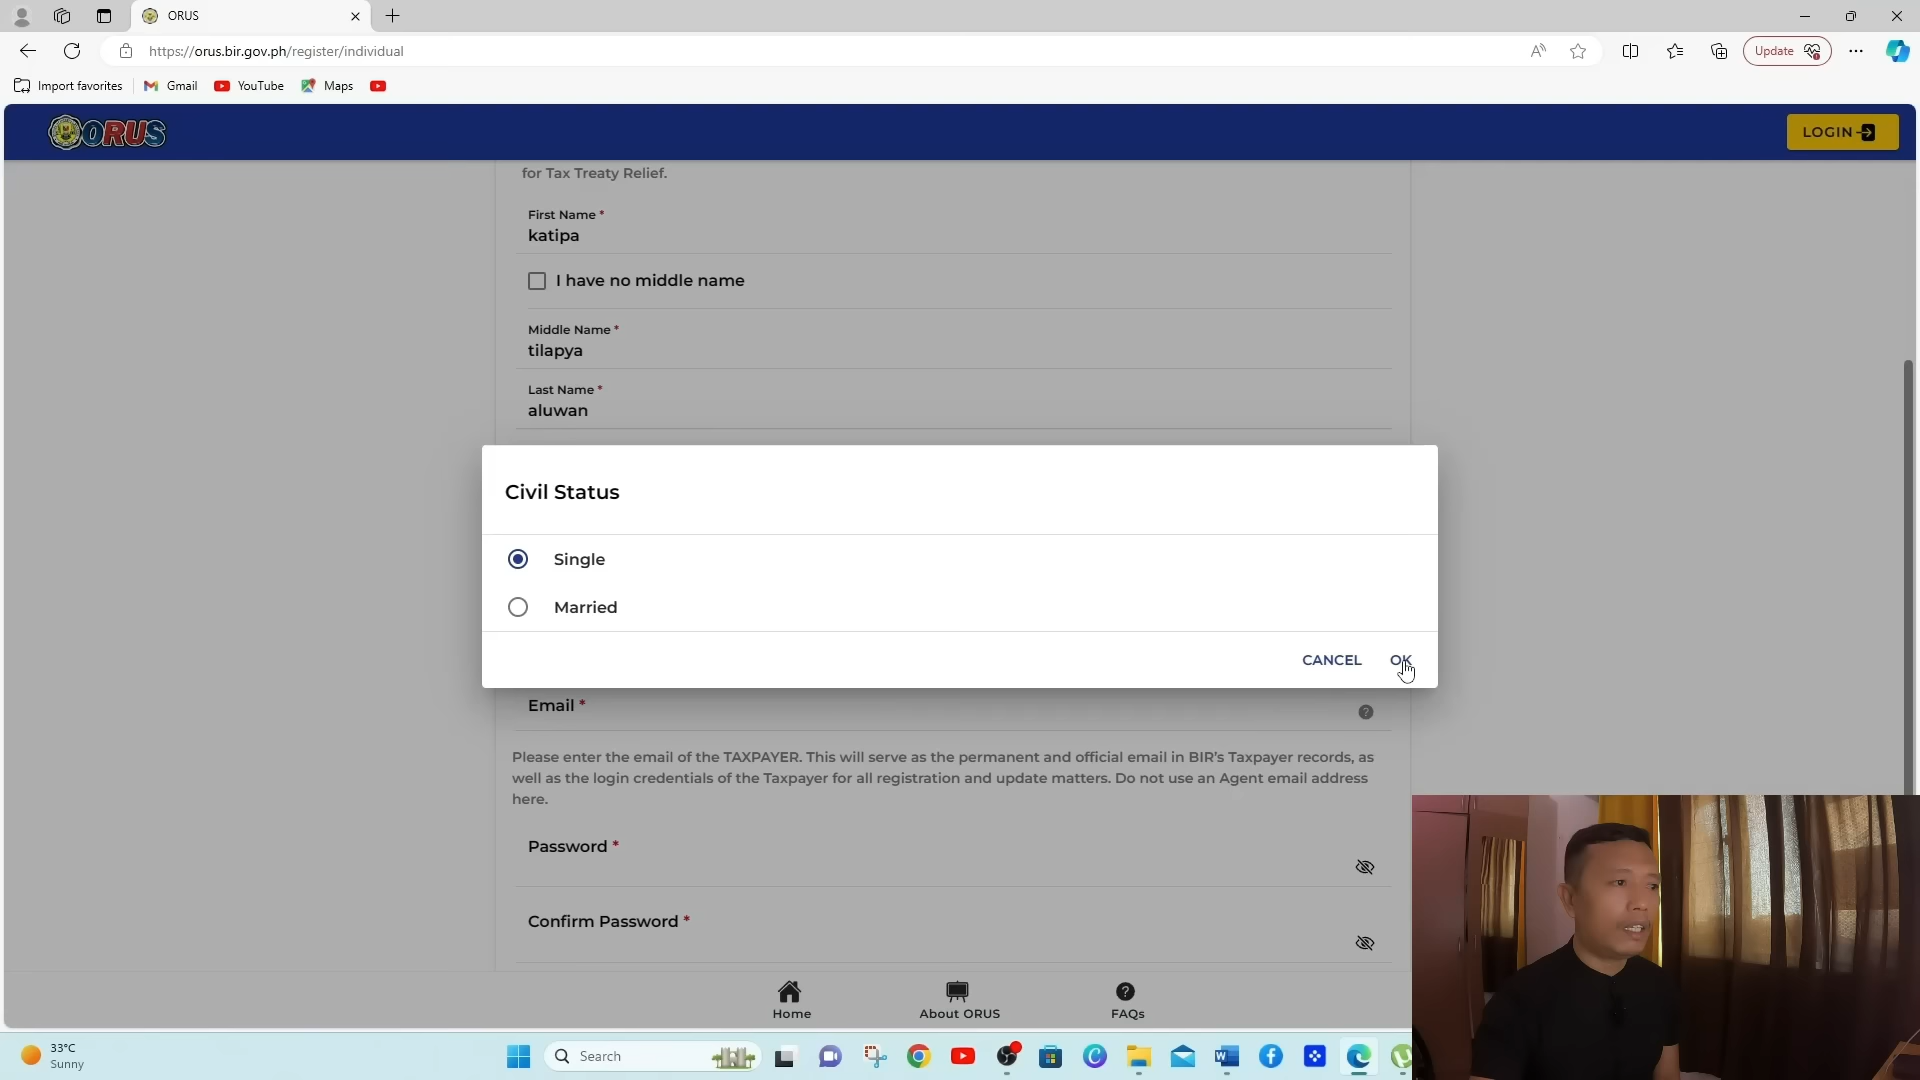 ORUS
https://orus.bir.gov.ph/register/individual
Update
Import favorites
Gmail
YouTube
Maps
ORUS
LOGIN
for Tax Treaty Relief.
First Name *
katipa
I have no middle name
Middle Name *
tilapya
Last Name *
aluwan
Civil Status
Single
Married
CANCEL
OK
Email *
Please enter the email of the TAXPAYER. This will serve as the permanent and official email in BIR's Taxpayer records, as
well as the login credentials of the Taxpayer for all registration and update matters. Do not use an Agent email address
here.
Password *
Confirm Password *
Home
About ORUS
FAQs
33°C
Sunny
Search